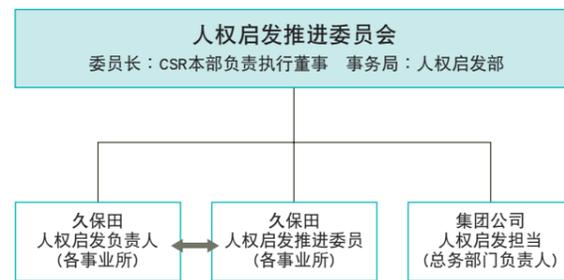 人权启发推进委员会
委员长：CSR本部负责执行董事　事务局：人权启发部
久保田
人权启发负责人
(各事业所)
久保田
人权启发推进委员
(各事业所)
集团公司
人权启发担当
(总务部门负责人)